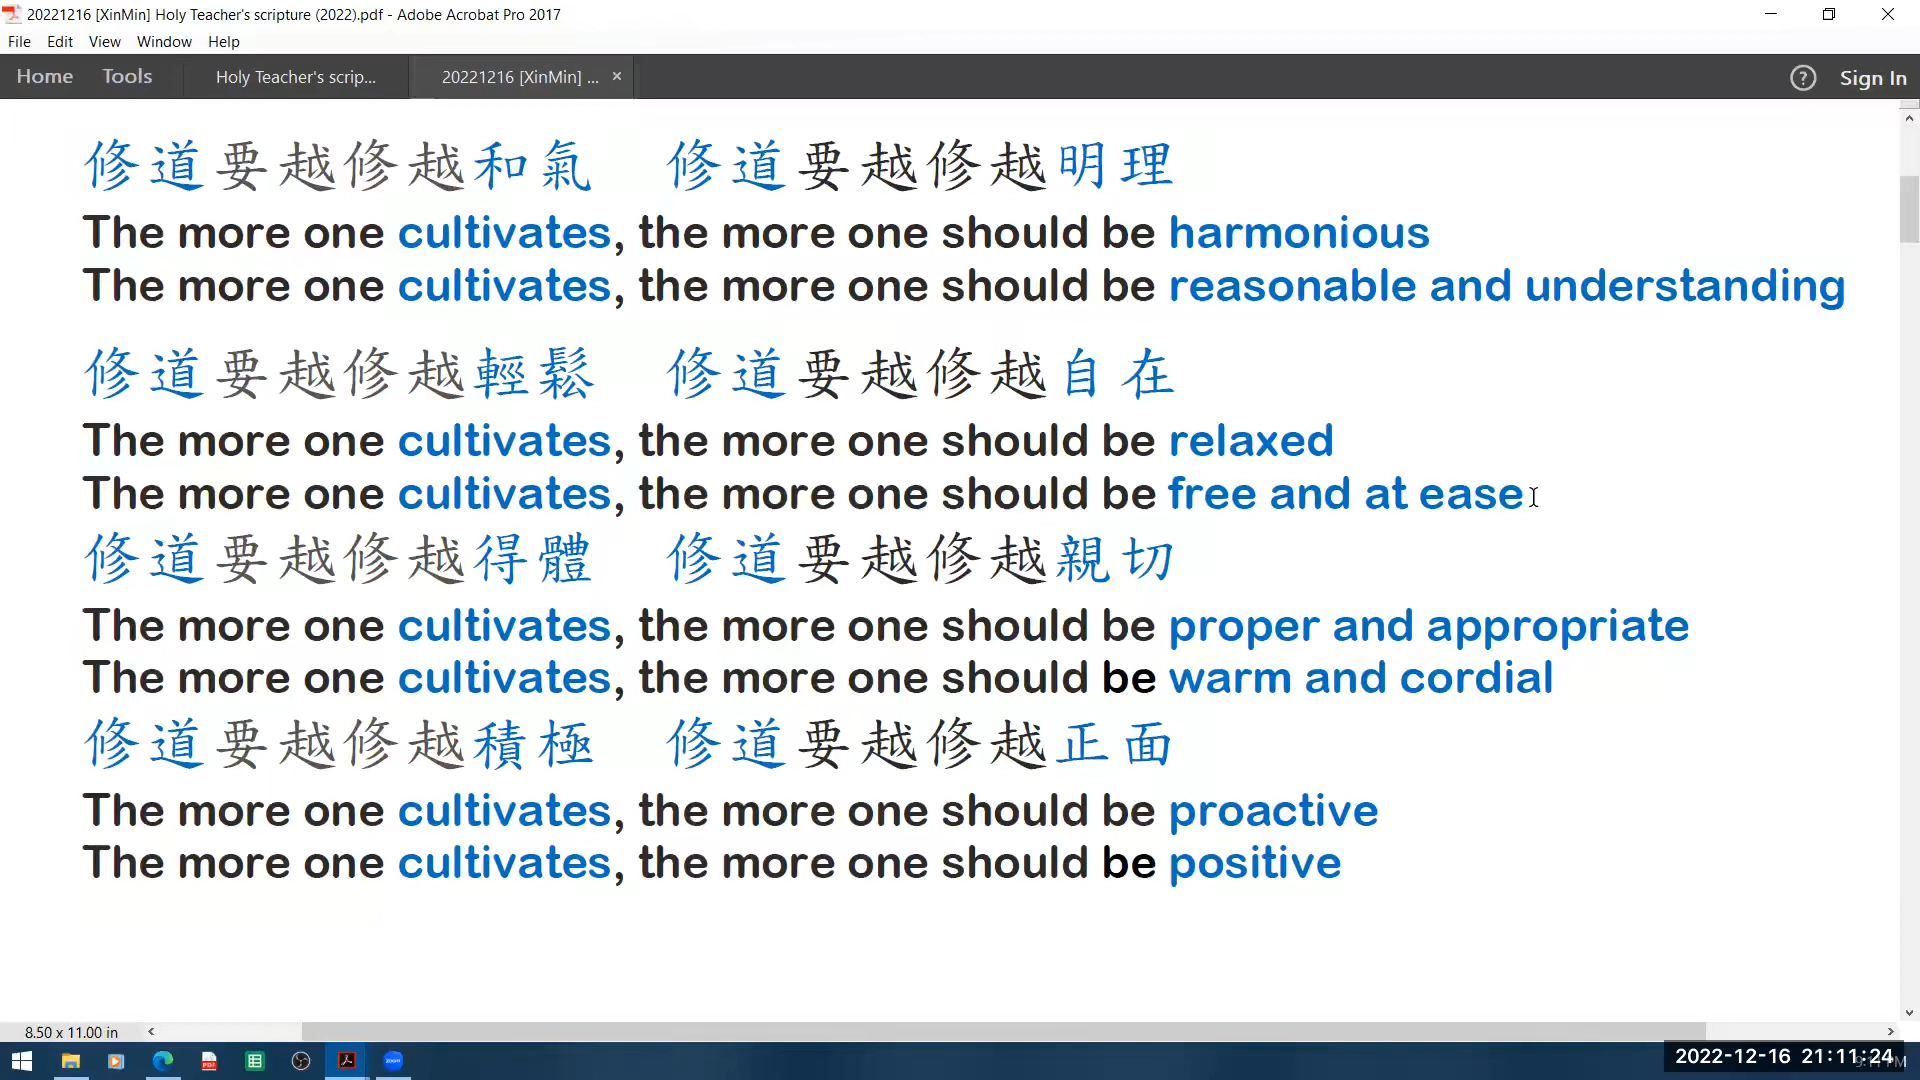 20221216 [XinMin] Holy Teacher's scripture (2022).pdf - Adobe Acrobat Pro 2017
File Edit View Window Help
Home Tools Holy Teacher's scrip... 20221216 [XinMin] ... × ? Sign In
修道要越修越和氣 修道要越修越明理
The more one cultivates, the more one should be harmonious
The more one cultivates, the more one should be reasonable and understanding
修道要越修越輕鬆 修道要越修越自在
The more one cultivates, the more one should be relaxed
The more one cultivates, the more one should be free and at ease
修道要越修越得體 修道要越修越親切
The more one cultivates, the more one should be proper and appropriate
The more one cultivates, the more one should be warm and cordial
修道要越修越積極 修道要越修越正面
The more one cultivates, the more one should be proactive
The more one cultivates, the more one should be positive
8.50 x 11.00 in
2022-12-16 21:11:24